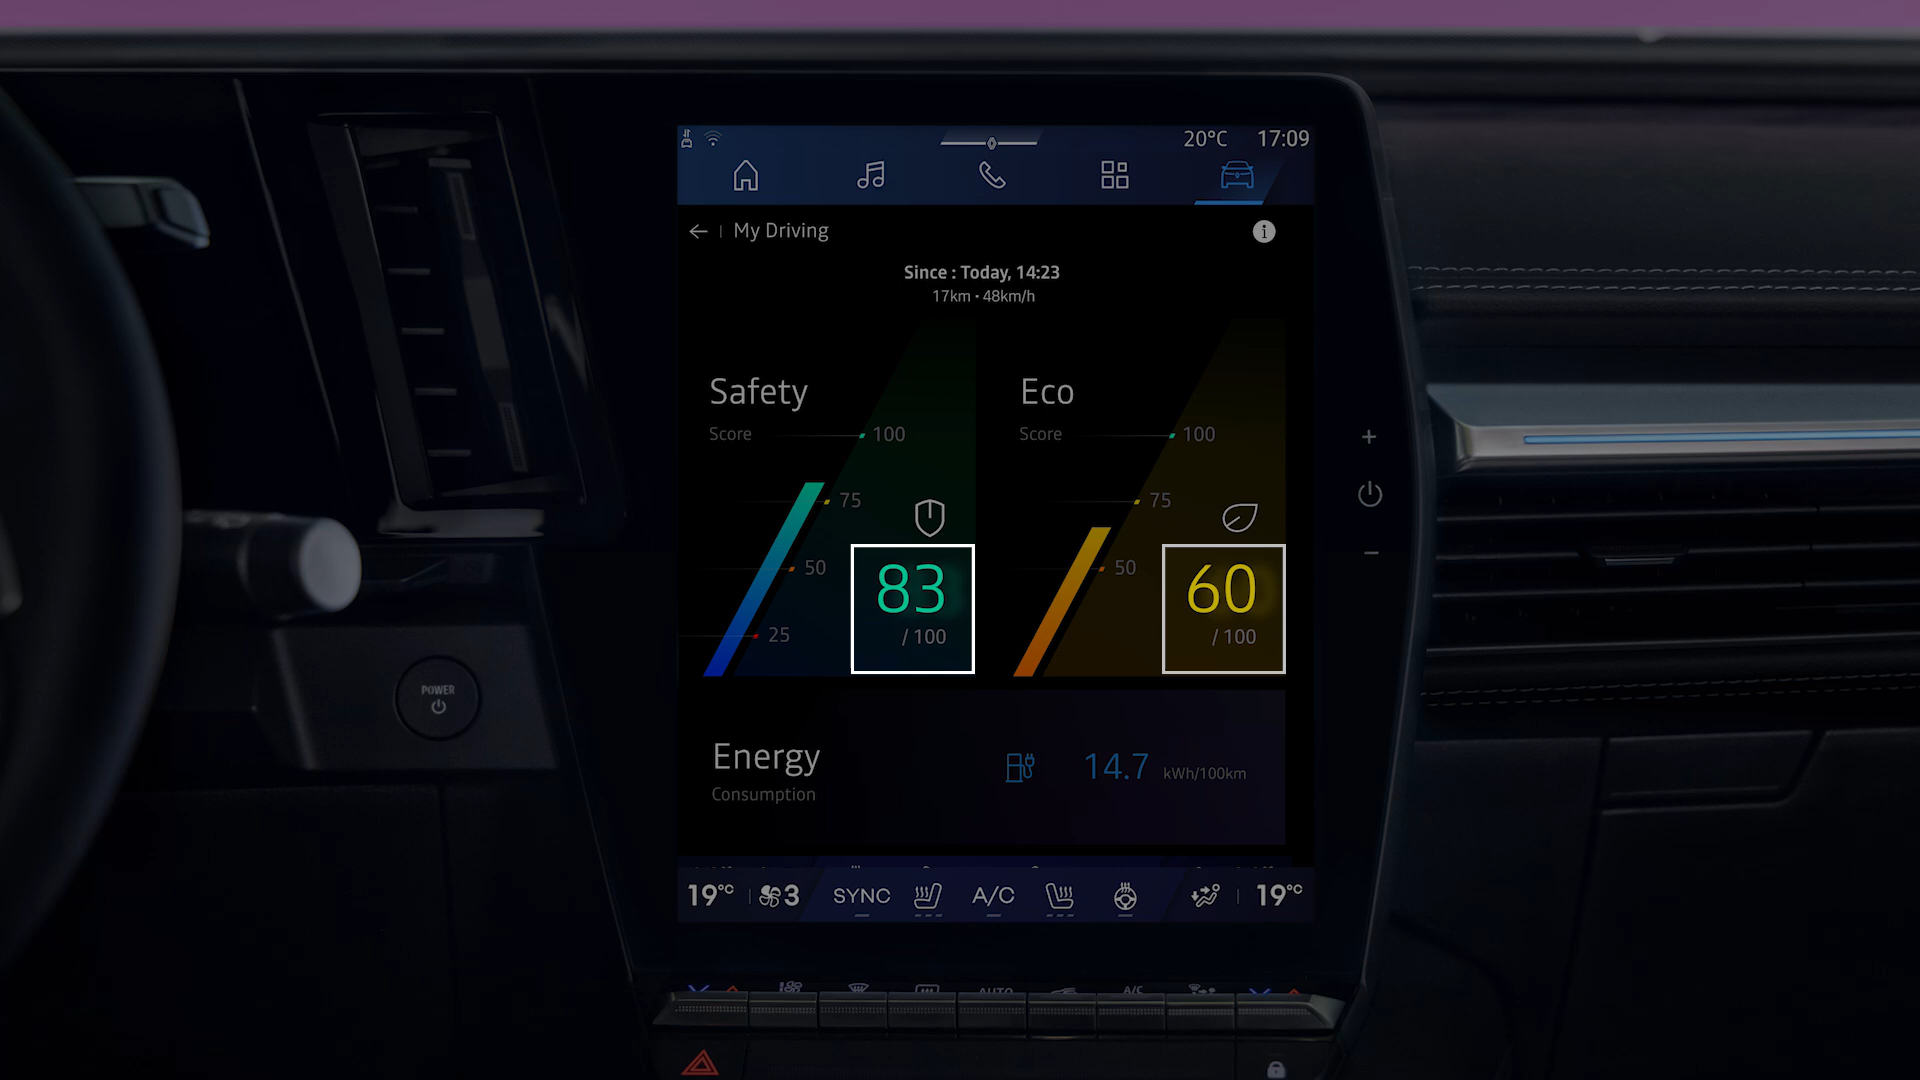 20°C 17:09
My Driving
Since : Today, 14:23
17km • 48km/h
Safety
Score
100
75
50
25
83
/ 100
Eco
Score
100
75
50
60
/ 100
Energy
Consumption
14.7 kWh/100km
19°C 3 SYNC A/C 19°C
AUTO A/C
POWER
+
−